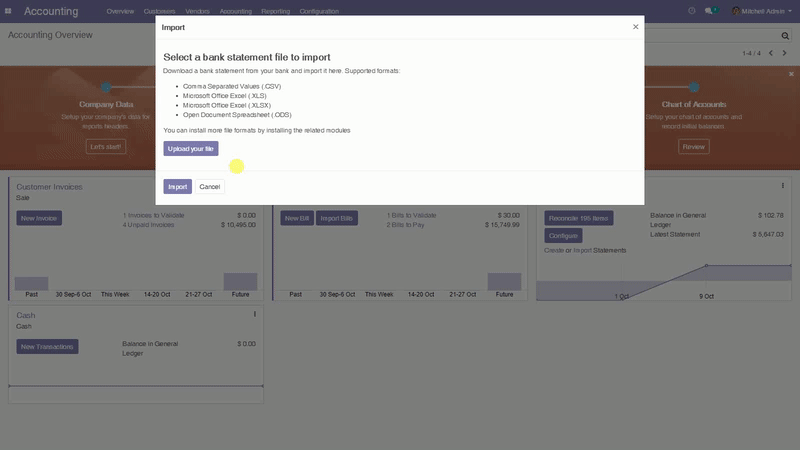 Accounting
Overview
Customers
Vendors
Accounting
Reporting
Configuration
Mitchell Admin
Import
×
Accounting Overview
1-4 / 4
Select a bank statement file to import
Download a bank statement from your bank and import it here. Supported formats:
Comma Separated Values (.CSV)
Microsoft Office Excel (.XLS)
Microsoft Office Excel (.XLSX)
Open Document Spreadsheet (.ODS)
You can install more file formats by installing the related modules
Upload your file
Import
Cancel
Company Data
Setup your company's data for
reports headers.
Let's start!
Chart of Accounts
Setup your chart of accounts and
record initial balances.
Review
Customer Invoices
Sale
New Invoice
1 Invoices to Validate
$ 0.00
4 Unpaid Invoices
$ 10,495.00
Past
30 Sep-6 Oct
This Week
14-20 Oct
21-27 Oct
Future
New Bill
Import Bills
1 Bills to Validate
$ 30.00
2 Bills to Pay
$ 15,749.99
Past
30 Sep-6 Oct
This Week
14-20 Oct
21-27 Oct
Future
Reconcile 195 Items
Configure
Create or Import Statements
Balance in General
Ledger
$ 102.78
Latest Statement
$ 5,647.03
1 Oct
9 Oct
Cash
Cash
New Transactions
Balance in General
Ledger
$ 0.00